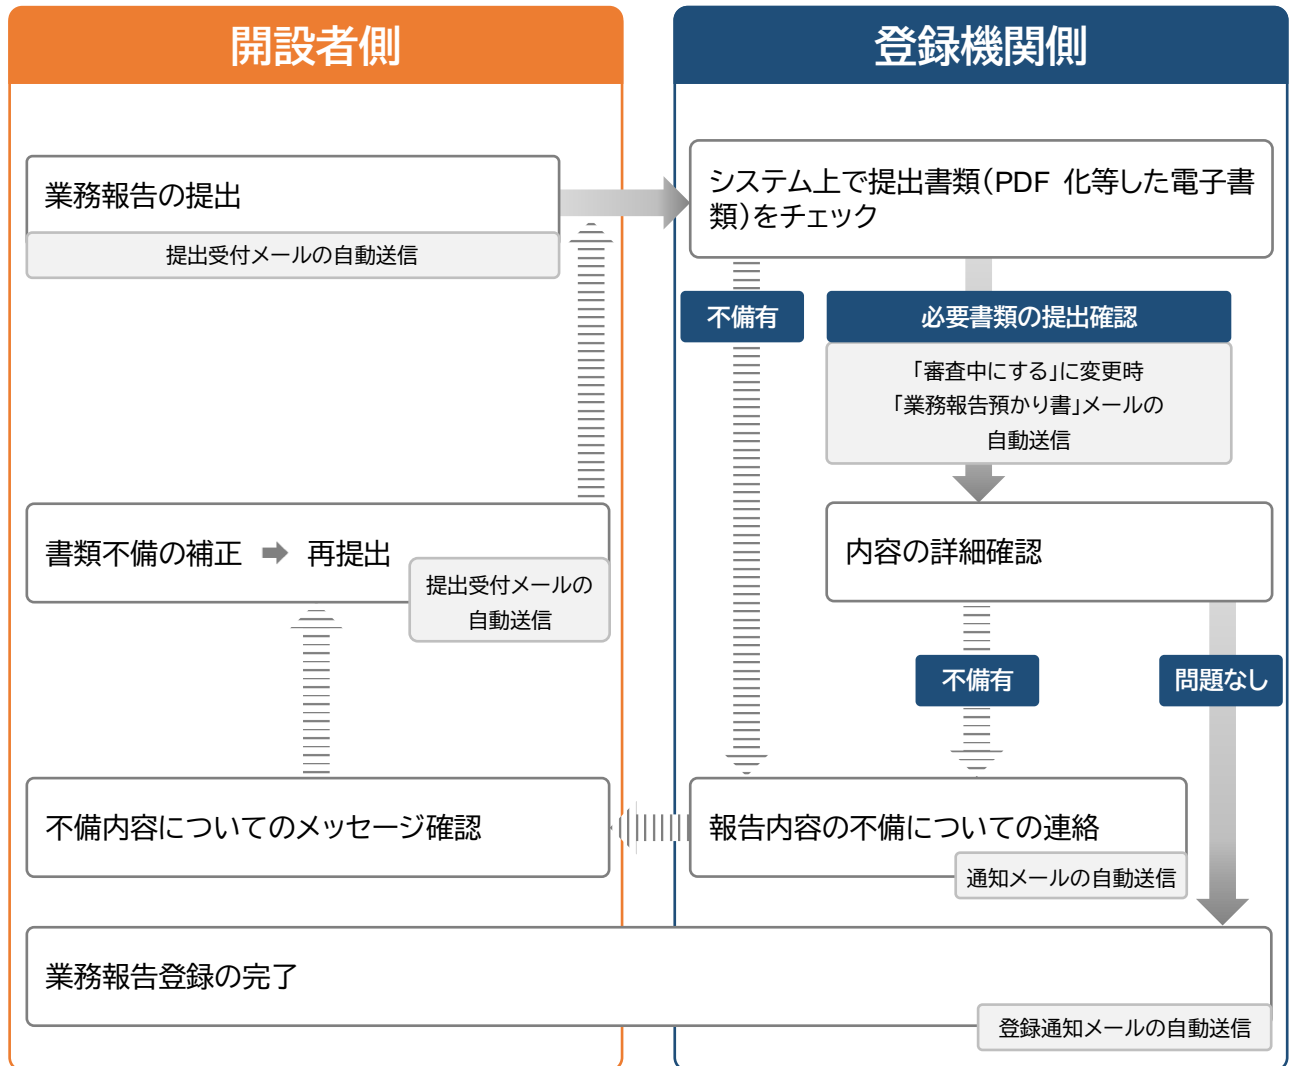 開設者側
登録機関側
業務報告の提出
提出受付メールの自動送信
システム上で提出書類（PDF 化等した電子書
類）をチェック
不備有
必要書類の提出確認
「審査中にする」に変更時
「業務報告預かり書」メールの
自動送信
書類不備の補正 ➡ 再提出
提出受付メールの
自動送信
内容の詳細確認
不備有
問題なし
不備内容についてのメッセージ確認
報告内容の不備についての連絡
通知メールの自動送信
業務報告登録の完了
登録通知メールの自動送信